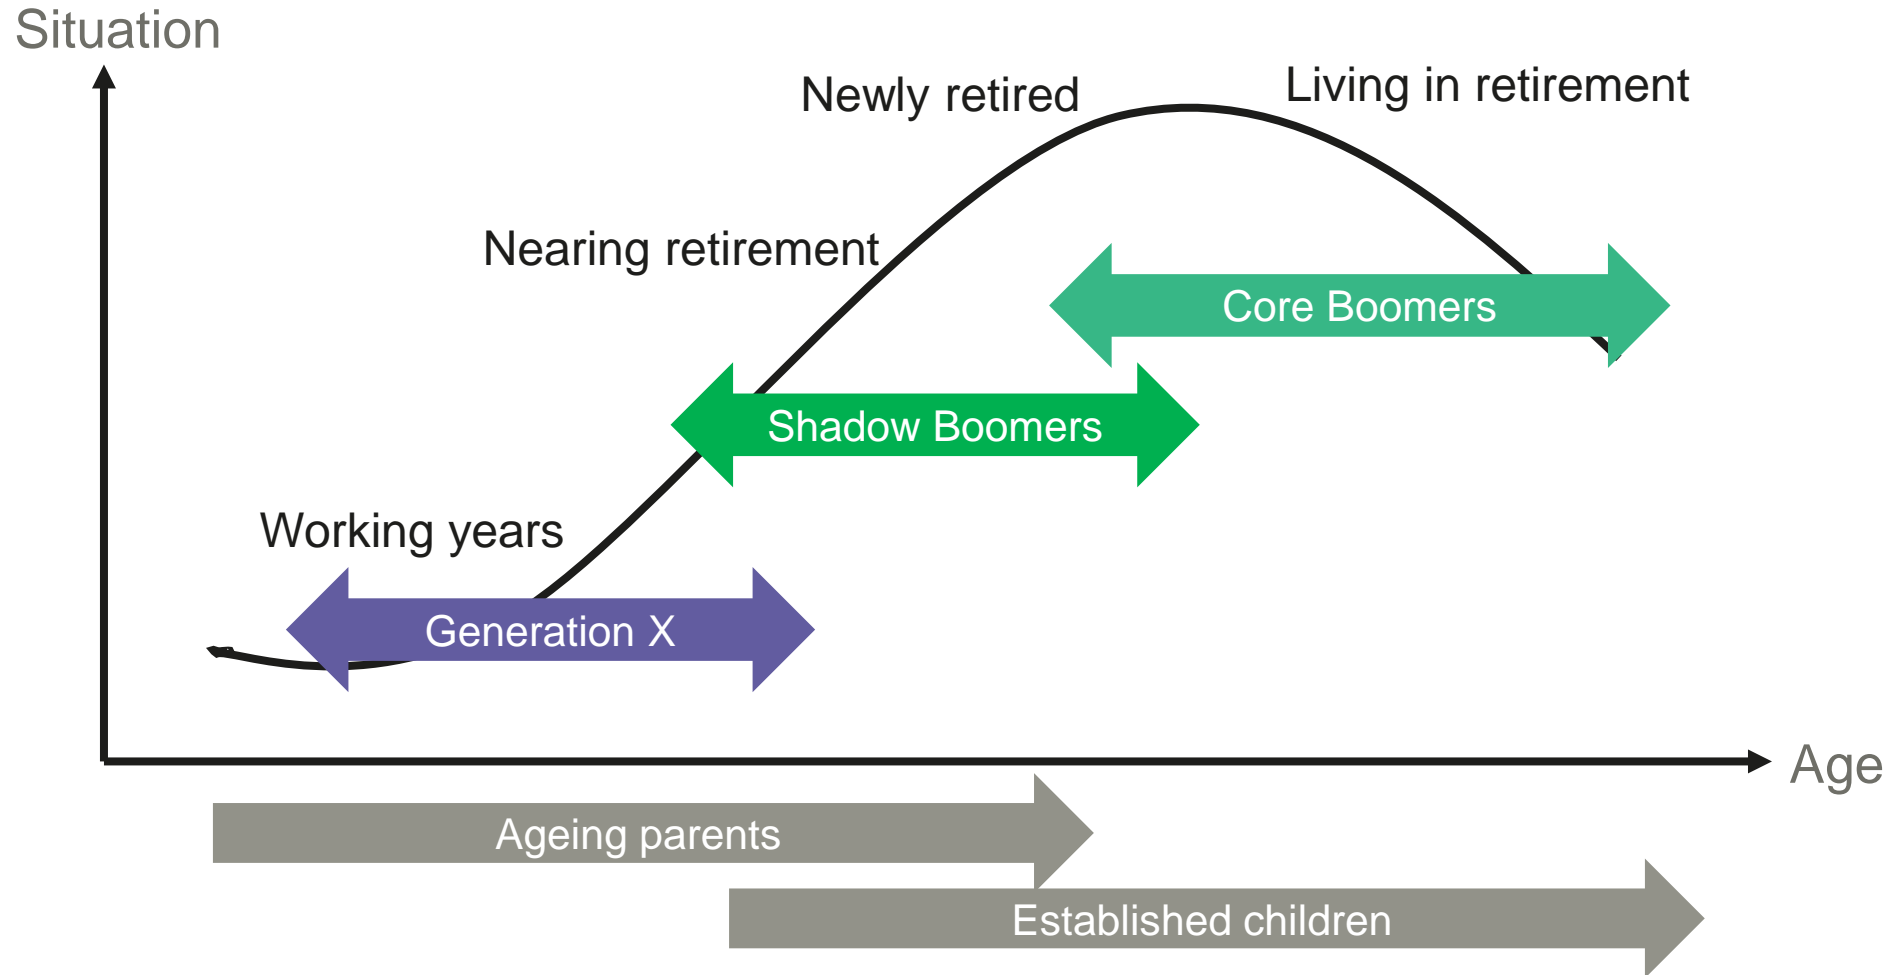 Situation
Newly retired
Living in retirement
Nearing retirement
Core Boomers
Shadow Boomers
Working years
Generation X
Age
Ageing parents
Established children